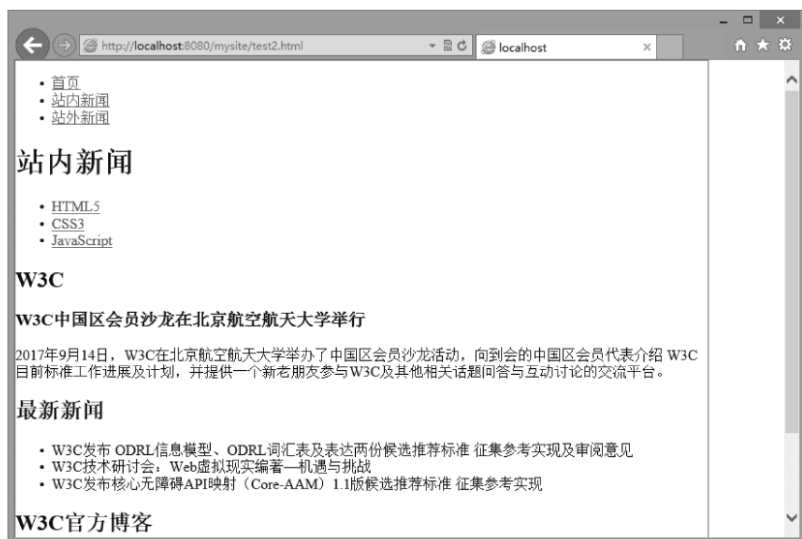 http://localhost:8080/mysite/test2.html
localhost
首页
站内新闻
站外新闻
站内新闻
HTML5
CSS3
JavaScript
W3C
W3C中国区会员沙龙在北京航空航天大学举行
2017年9月14日，W3C在北京航空航天大学举办了中国区会员沙龙活动，向到会的中国区会员代表介绍 W3C
目前标准工作进展及计划，并提供一个新老朋友参与W3C及其他相关话题问答与互动讨论的交流平台。
最新新闻
W3C发布 ODRL信息模型、ODRL词汇表及表达两份候选推荐标准 征集参考实现及审阅意见
W3C技术研讨会：Web虚拟现实编著—机遇与挑战
W3C发布核心无障碍API映射（Core-AAM）1.1版候选推荐标准 征集参考实现
W3C官方博客